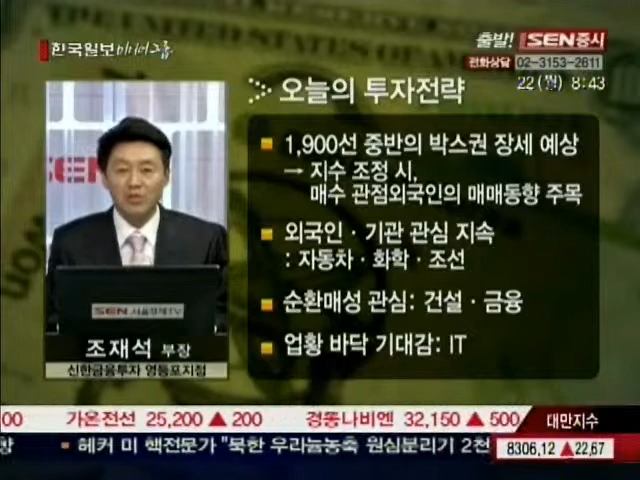 한국일보 미디어그룹
출발! SEN증시
전화상담 02-3153-2611
22(월) 8:43
오늘의 투자전략
1,900선 중반의 박스권 장세 예상
→ 지수 조정 시,
매수 관점외국인의 매매동향 주목
외국인·기관 관심 지속
: 자동차·화학·조선
순환매성 관심: 건설·금융
업황 바닥 기대감: IT
SEN
SEN 서울경제TV
조재석 부장
신한금융투자 영등포지점
00 가온전선 25,200 ▲ 200 경동나비엔 32,150 ▲ 500 대만지수
향 헤커 미 핵전문가 "북한 우라늄농축 원심분리기 2천 8306,12 ▲22,67